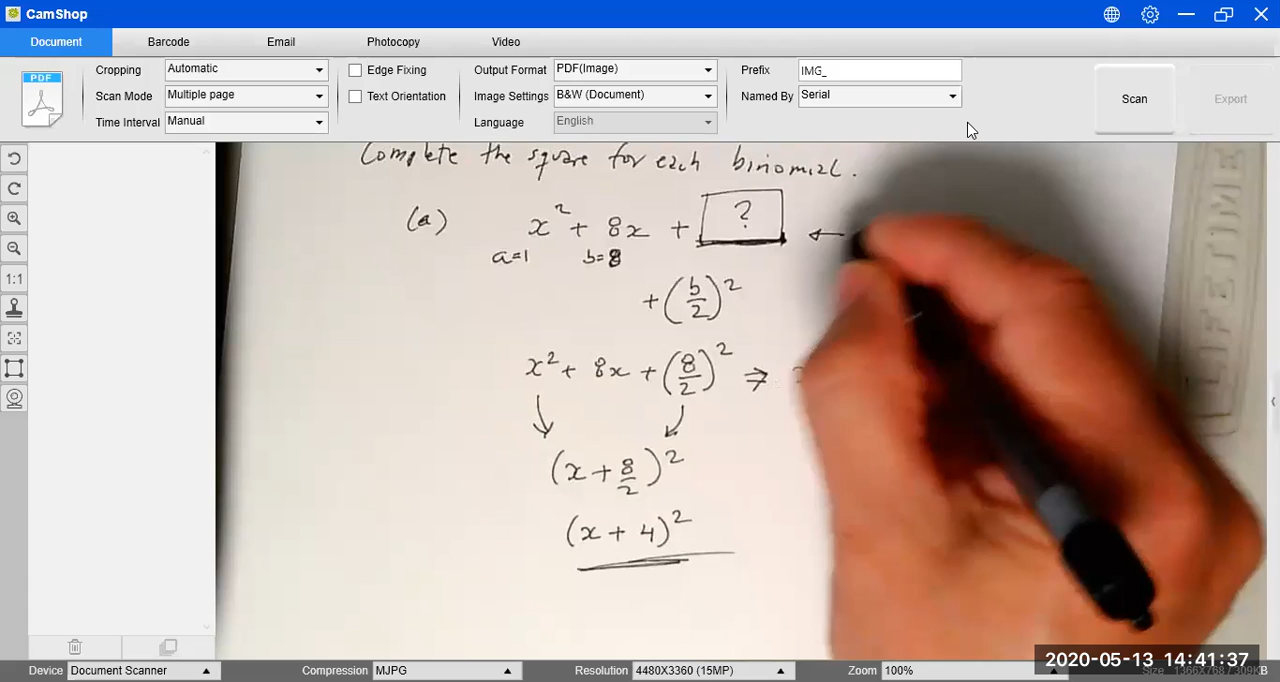 CamShop
Document Barcode Email Photocopy Video
PDF
Cropping Automatic Edge Fixing Output Format PDF(Image) Prefix IMG_
Scan Mode Multiple page Text Orientation Image Settings B&W (Document) Named By Serial Scan Export
Time Interval Manual Language English
1:1
Complete the square for each binomial.
(a) x² + 8x + ? ←
a=1 b=8
+(b/2)²
x² + 8x + (8/2)² ⇒
↓ ↙
(x + 8/2)²
(x + 4)²
LIFETIME
Device Document Scanner Compression MJPG Resolution 4480X3360 (15MP) Zoom 100% Size
2020-05-13 14:41:37